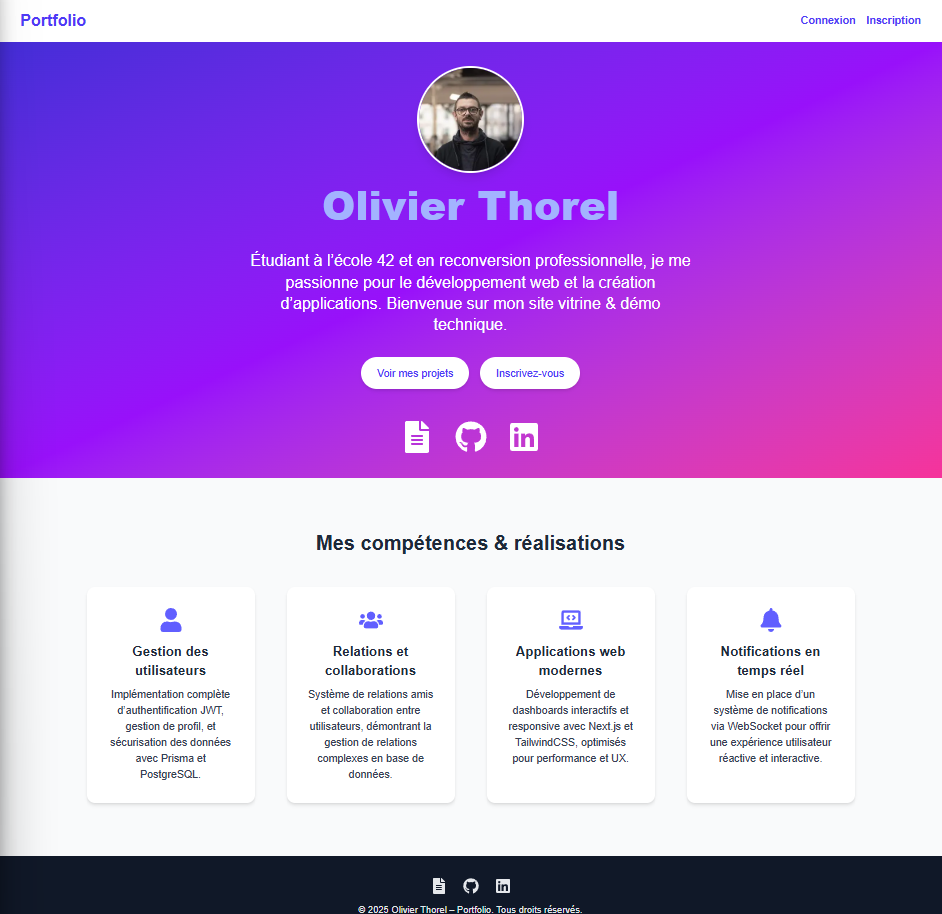 Portfolio
Connexion Inscription
Olivier Thorel
Étudiant à l’école 42 et en reconversion professionnelle, je me
passionne pour le développement web et la création
d’applications. Bienvenue sur mon site vitrine & démo
technique.
Voir mes projets Inscrivez-vous
Mes compétences & réalisations
Gestion des
utilisateurs
Implémentation complète
d’authentification JWT,
gestion de profil, et
sécurisation des données
avec Prisma et
PostgreSQL.
Relations et
collaborations
Système de relations amis
et collaboration entre
utilisateurs, démontrant la
gestion de relations
complexes en base de
données.
Applications web
modernes
Développement de
dashboards interactifs et
responsive avec Next.js et
TailwindCSS, optimisés
pour performance et UX.
Notifications en
temps réel
Mise en place d’un
système de notifications
via WebSocket pour offrir
une expérience utilisateur
réactive et interactive.
© 2025 Olivier Thorel – Portfolio. Tous droits réservés.